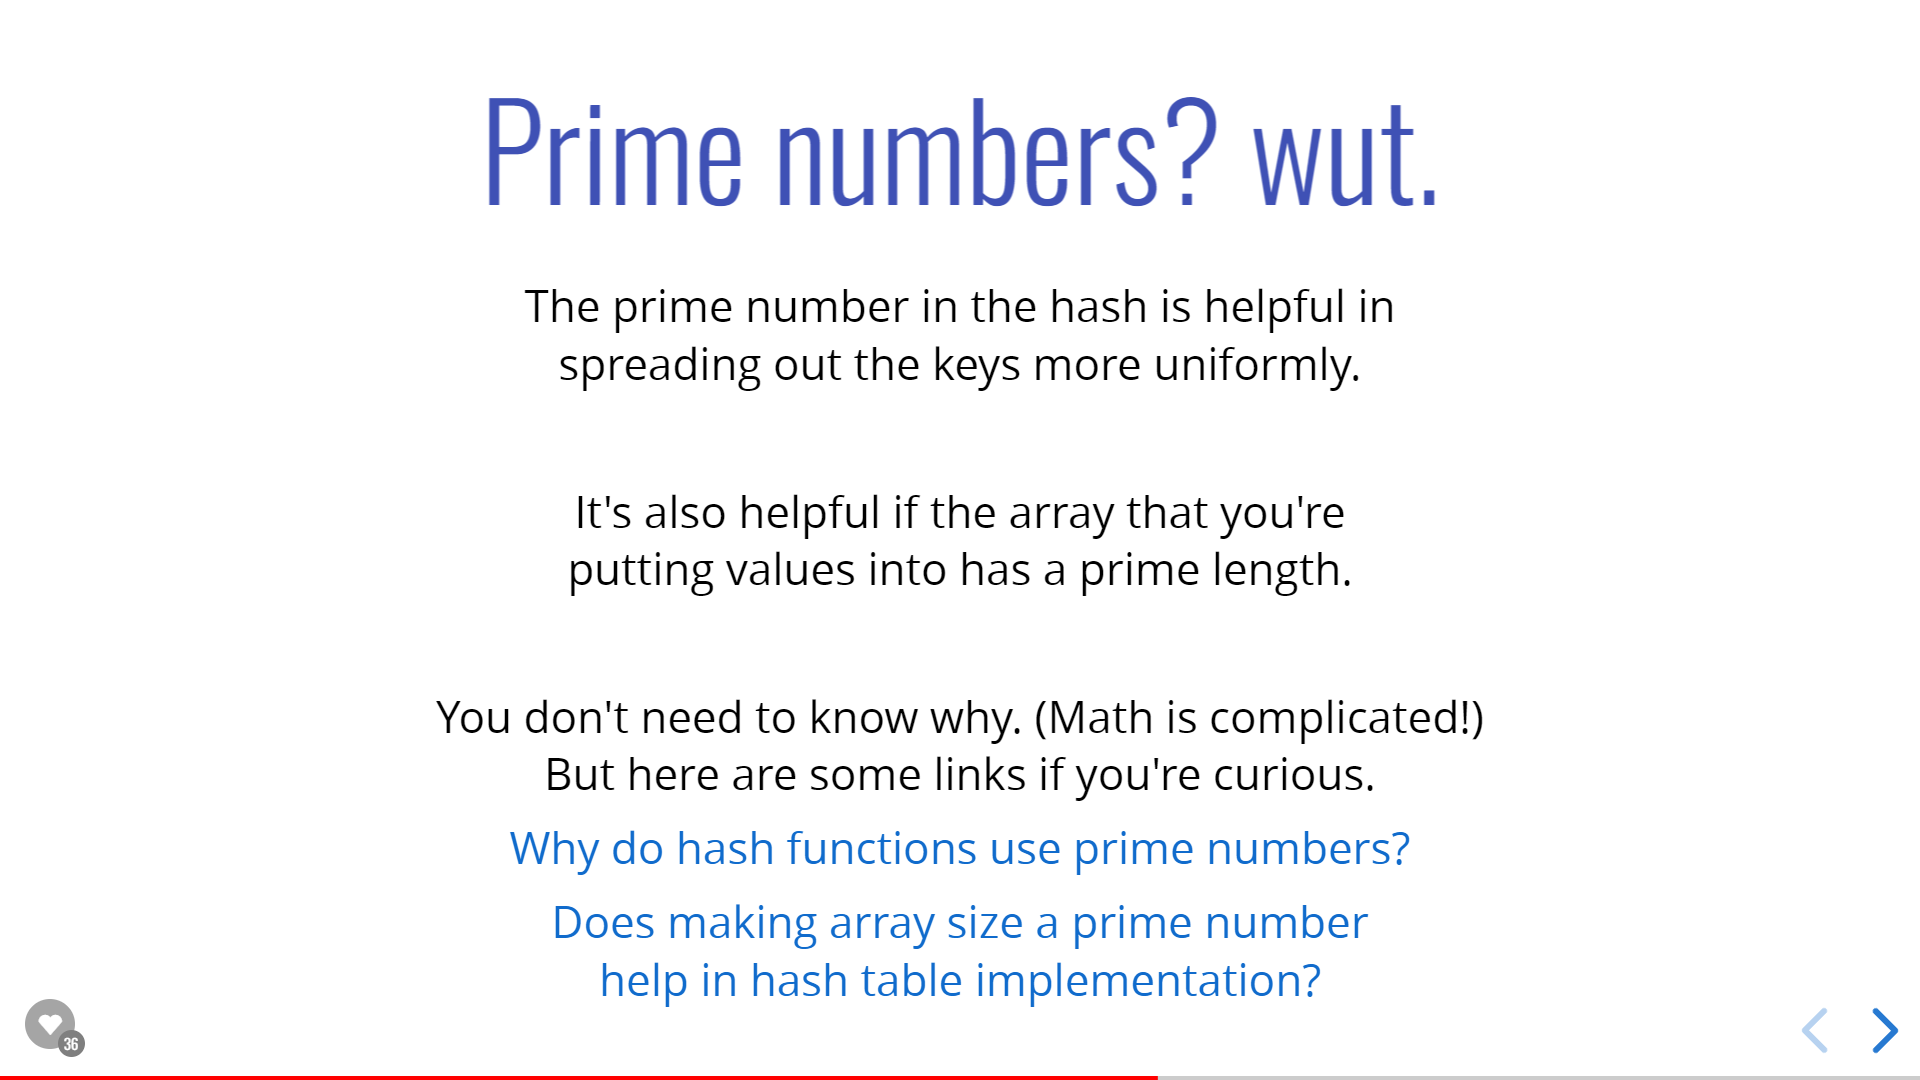 Prime numbers? wut.
The prime number in the hash is helpful in
spreading out the keys more uniformly.
It's also helpful if the array that you're
putting values into has a prime length.
You don't need to know why. (Math is complicated!)
But here are some links if you're curious.
Why do hash functions use prime numbers?
Does making array size a prime number
help in hash table implementation?
36